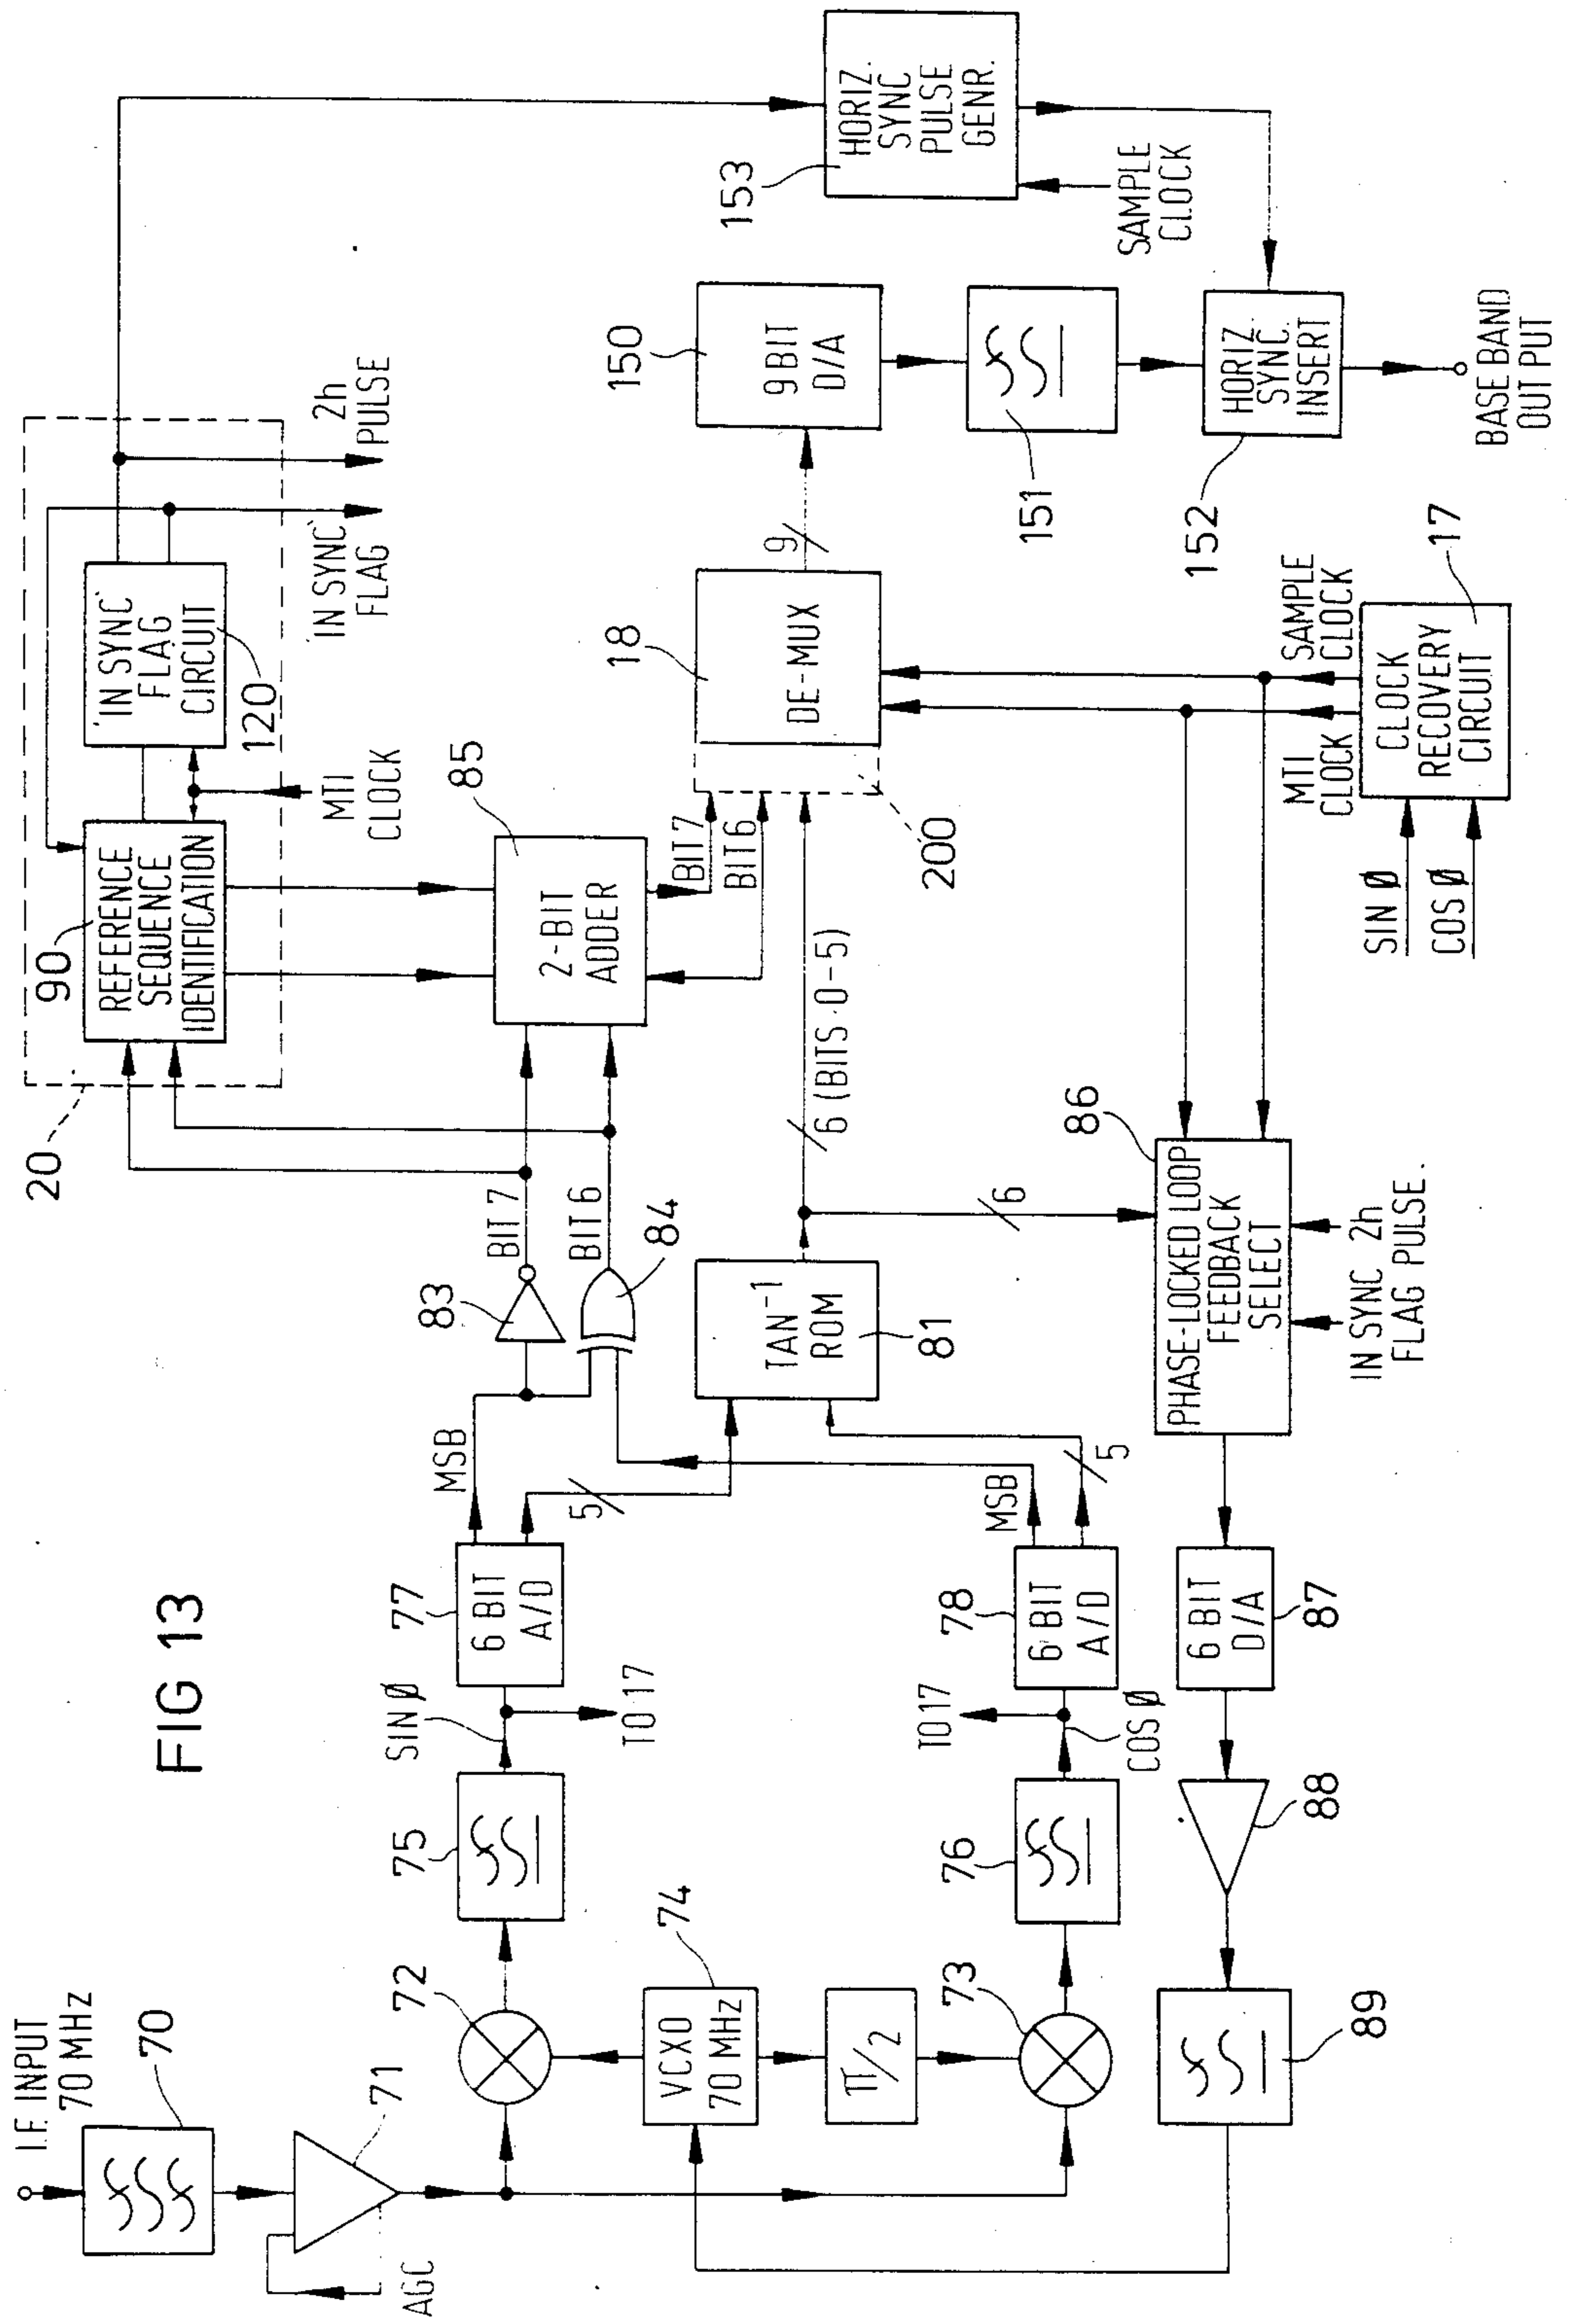 FIG 13
I.F. INPUT
70 MHz
70
71
AGC
72
73
VCXO
70 MHz
74
π/2
75
76
SIN Ø
TO 17
TO 17
COS Ø
6 BIT
A/D
77
6 BIT
A/D
78
MSB
5
MSB
5
83
84
BIT 7
BIT 6
TAN-1
ROM
81
6 (BITS 0-5)
6
20
90
REFERENCE
SEQUENCE
IDENTIFICATION
'IN SYNC'
FLAG
CIRCUIT
120
MTI
CLOCK
'IN SYNC'
FLAG
2h
PULSE
2-BIT
ADDER
85
BIT 7
BIT 6
200
DE-MUX
18
9
9 BIT
D/A
150
151
HORIZ.
SYNC.
INSERT
152
BASE BAND
OUTPUT
HORIZ.
SYNC
PULSE
GENR.
153
SAMPLE
CLOCK
MTI
CLOCK
SAMPLE
CLOCK
CLOCK
RECOVERY
CIRCUIT
17
SIN Ø
COS Ø
86
PHASE-LOCKED LOOP
FEEDBACK
SELECT
IN SYNC 2h
FLAG PULSE.
6 BIT
D/A
87
88
89